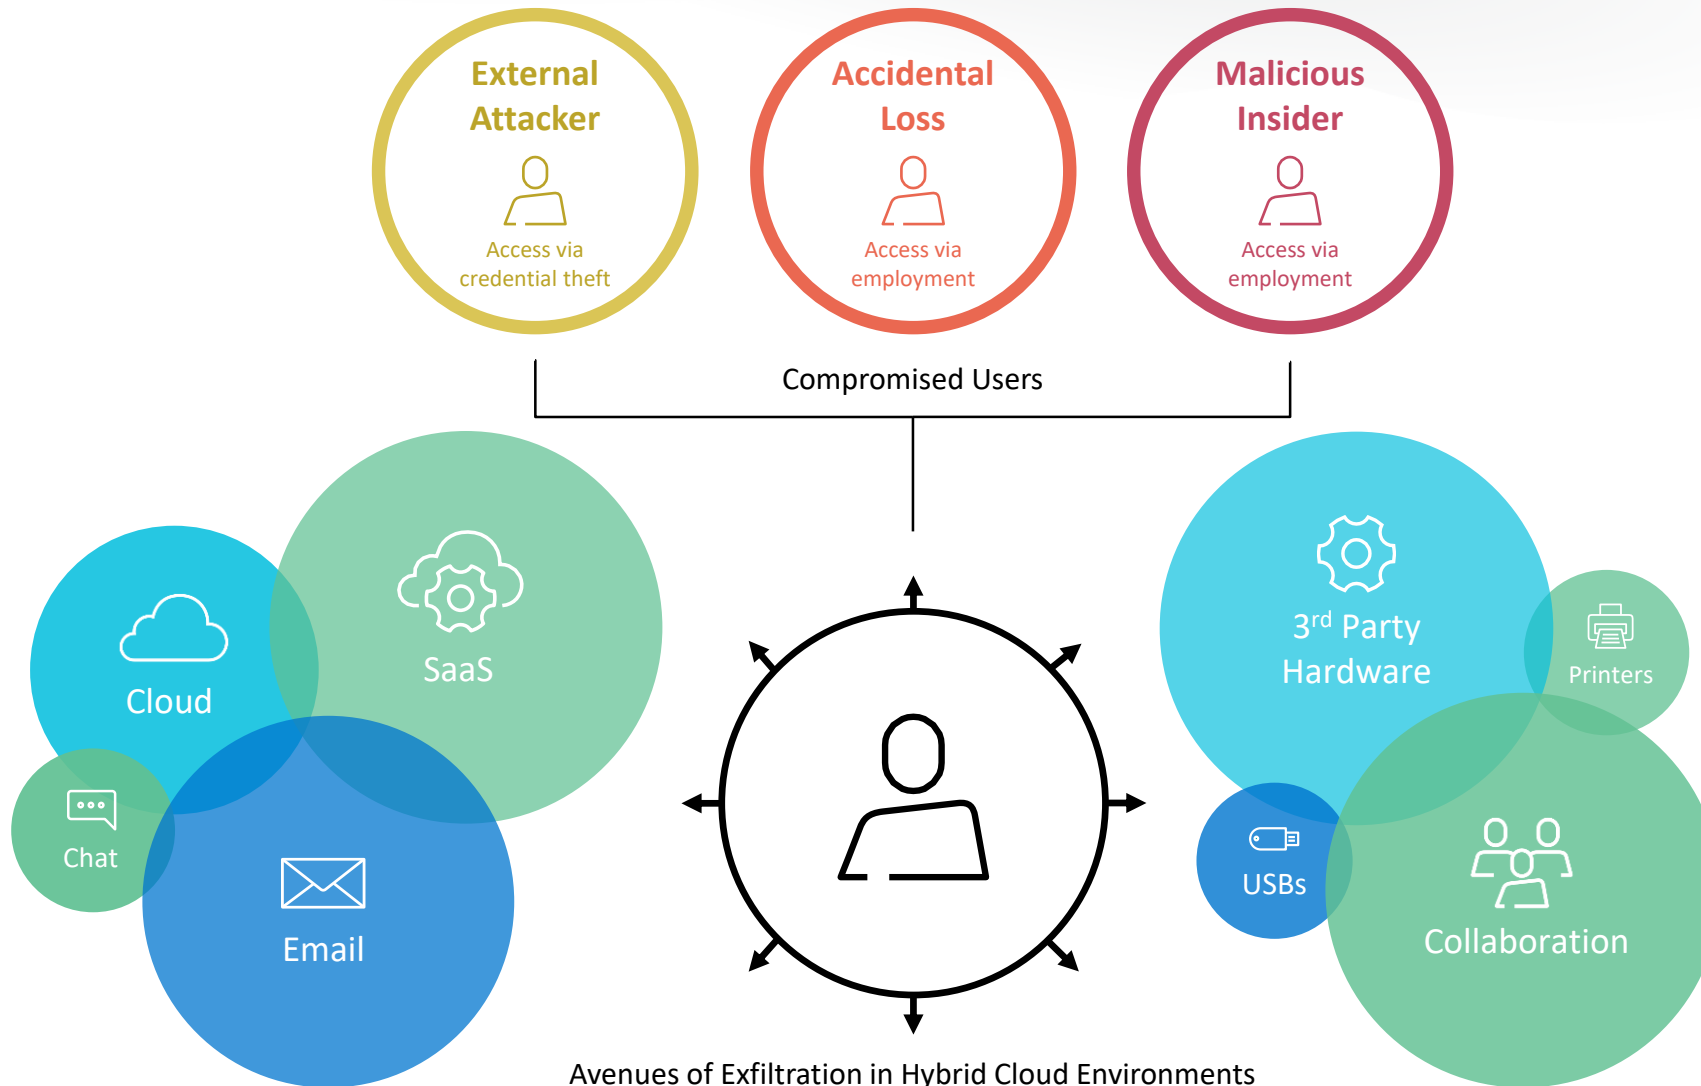 External
Attacker
Access via
credential theft
Accidental
Loss
Access via
employment
Malicious
Insider
Access via
employment
Compromised Users
Cloud
SaaS
Chat
Email
3rd Party
Hardware
Printers
USBs
Collaboration
Avenues of Exfiltration in Hybrid Cloud Environments